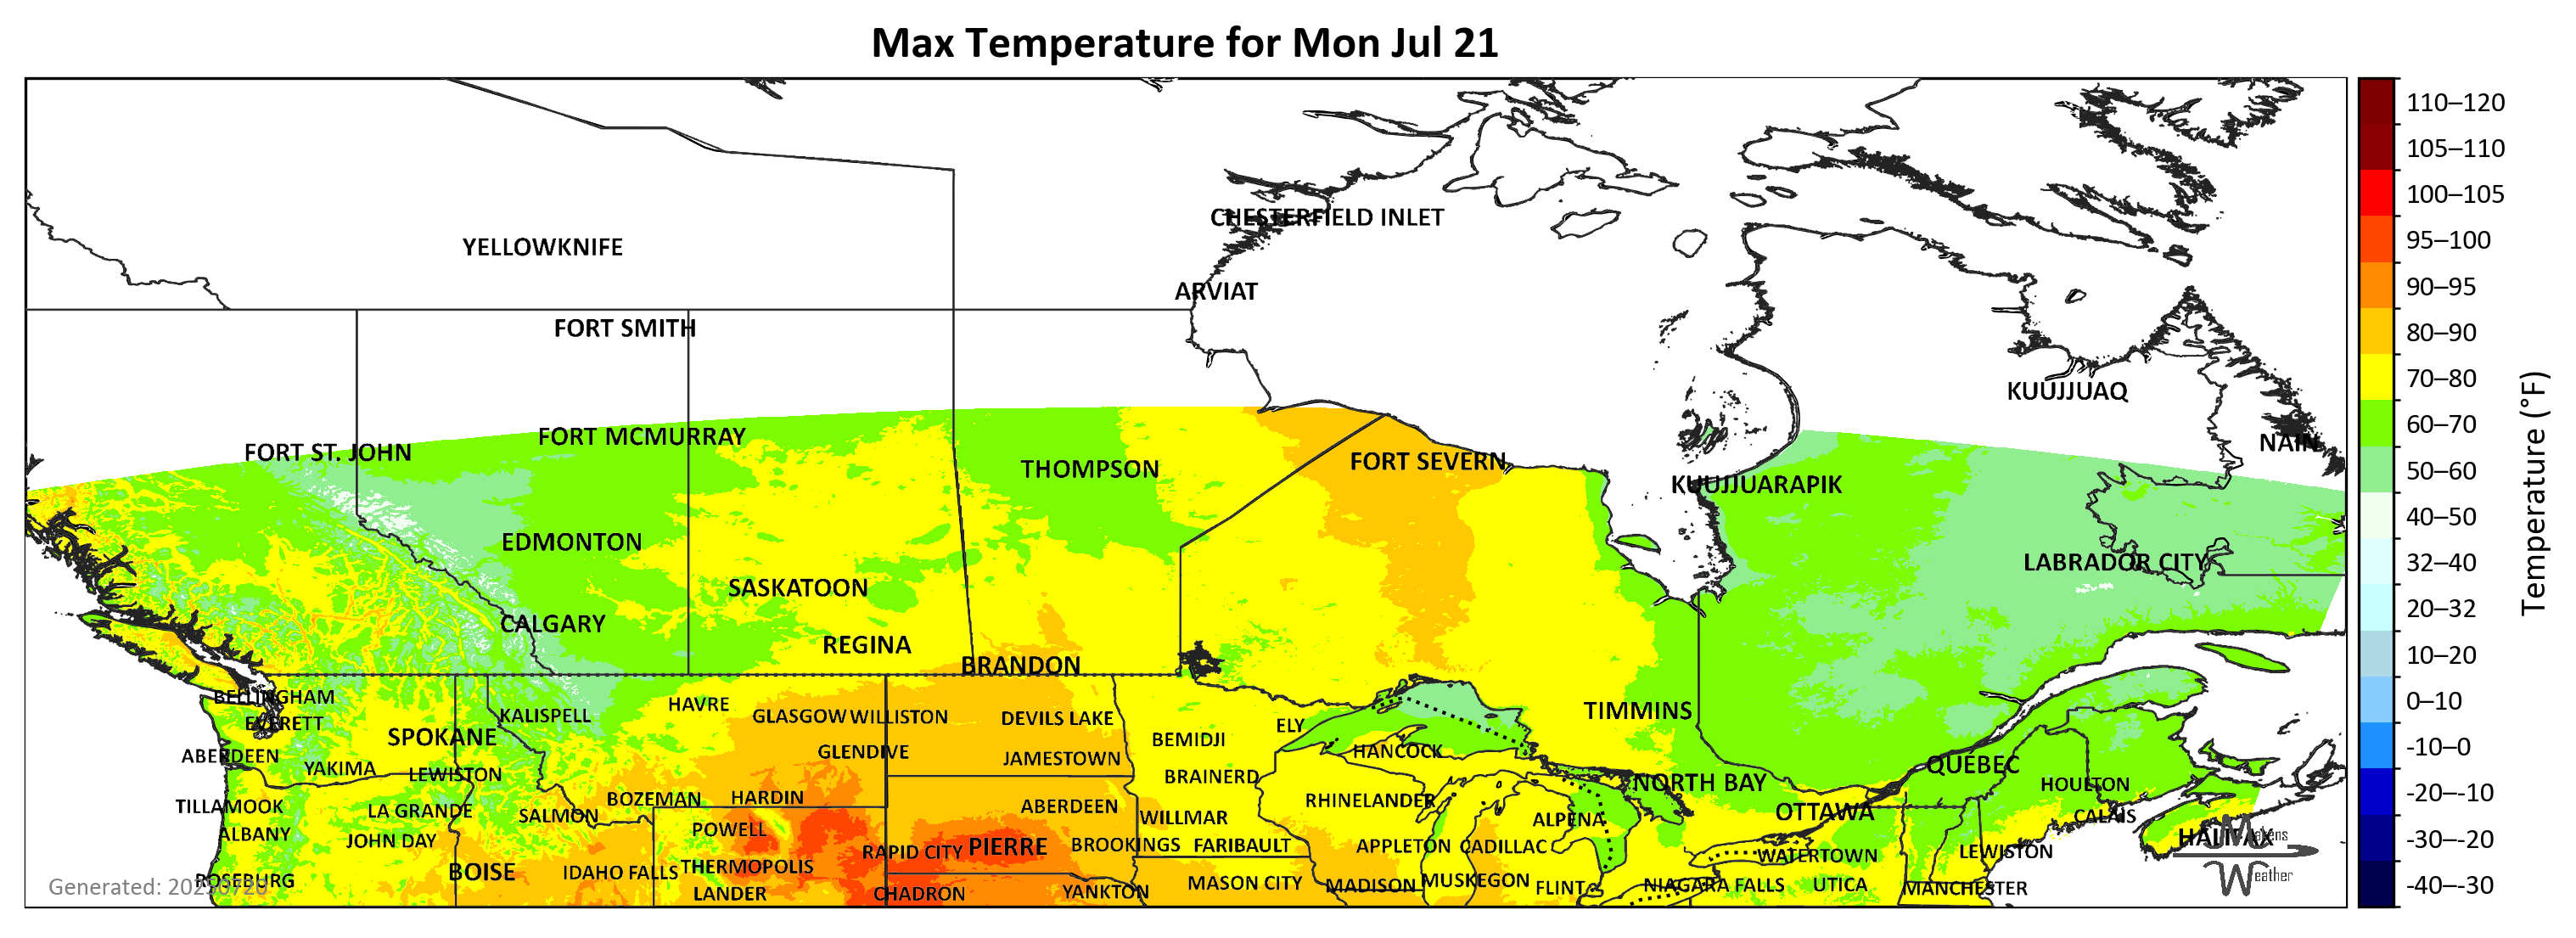 Max Temperature for Mon Jul 21
110–120
105–110
100–105
95–100
90–95
80–90
70–80
60–70
50–60
40–50
32–40
20–32
10–20
0–10
-10–0
-20–-10
-30–-20
-40–-30
Temperature (°F)
CHESTERFIELD INLET
YELLOWKNIFE
ARVIAT
FORT SMITH
KUUJJUAQ
FORT MCMURRAY
NAIN
FORT ST. JOHN
FORT SEVERN
THOMPSON
KUUJJUARAPIK
EDMONTON
LABRADOR CITY
SASKATOON
CALGARY
REGINA
BRANDON
BELLINGHAM
HAVRE
TIMMINS
KALISPELL
GLASGOW
WILLISTON
DEVILS LAKE
EVERETT
ELY
SPOKANE
BEMIDJI
GLENDIVE
HANCOCK
ABERDEEN
JAMESTOWN
QUEBEC
YAKIMA
LEWISTON
BRAINERD
NORTH BAY
HOULTON
BOZEMAN
HARDIN
RHINELANDER
TILLAMOOK
LA GRANDE
ABERDEEN
OTTAWA
SALMON
WILLMAR
CALAIS
ALPENA
POWELL
ALBANY
HALIFAX
JOHN DAY
PIERRE
BROOKINGS
FARIBAULT
APPLETON
CADILLAC
RAPID CITY
LEWISTON
WATERTOWN
THERMOPOLIS
BOISE
IDAHO FALLS
ROSEBURG
MUSKEGON
MASON CITY
MADISON
NIAGARA FALLS
UTICA
FLINT
MANCHESTER
YANKTON
LANDER
CHADRON
Generated: 20250720
Weather